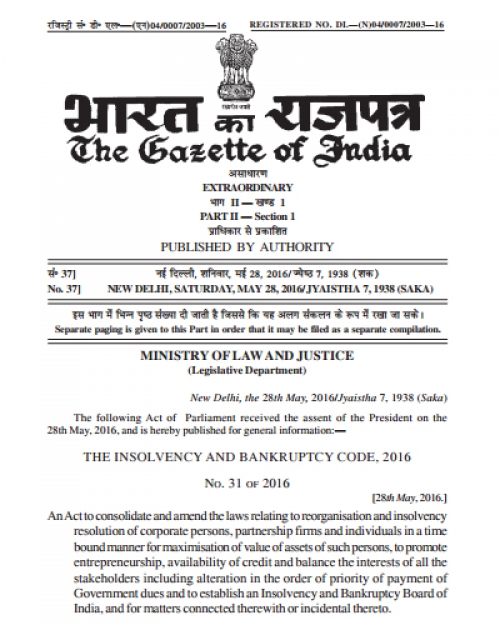 रजिस्ट्री सं॰ डी॰ एल॰—(एन)04/0007/2003—16 REGISTERED NO. DL—(N)04/0007/2003—16
सत्यमेव जयते
भारत का राजपत्र
The Gazette of India
असाधारण
EXTRAORDINARY
भाग II — खण्ड 1
PART II — Section 1
प्राधिकार से प्रकाशित
PUBLISHED BY AUTHORITY
सं॰ 37] नई दिल्ली, शनिवार, मई 28, 2016/ज्येष्ठ 7, 1938 (शक)
No. 37] NEW DELHI, SATURDAY, MAY 28, 2016/JYAISTHA 7, 1938 (SAKA)
इस भाग में भिन्न पृष्ठ संख्या दी जाती है जिससे कि यह अलग संकलन के रूप में रखा जा सके।
Separate paging is given to this Part in order that it may be filed as a separate compilation.
MINISTRY OF LAW AND JUSTICE
(Legislative Department)
New Delhi, the 28th May, 2016/Jyaistha 7, 1938 (Saka)
The following Act of Parliament received the assent of the President on the
28th May, 2016, and is hereby published for general information:—
THE INSOLVENCY AND BANKRUPTCY CODE, 2016
No. 31 OF 2016
[28th May, 2016.]
An Act to consolidate and amend the laws relating to reorganisation and insolvency
resolution of corporate persons, partnership firms and individuals in a time
bound manner for maximisation of value of assets of such persons, to promote
entrepreneurship, availability of credit and balance the interests of all the
stakeholders including alteration in the order of priority of payment of
Government dues and to establish an Insolvency and Bankruptcy Board of
India, and for matters connected therewith or incidental thereto.